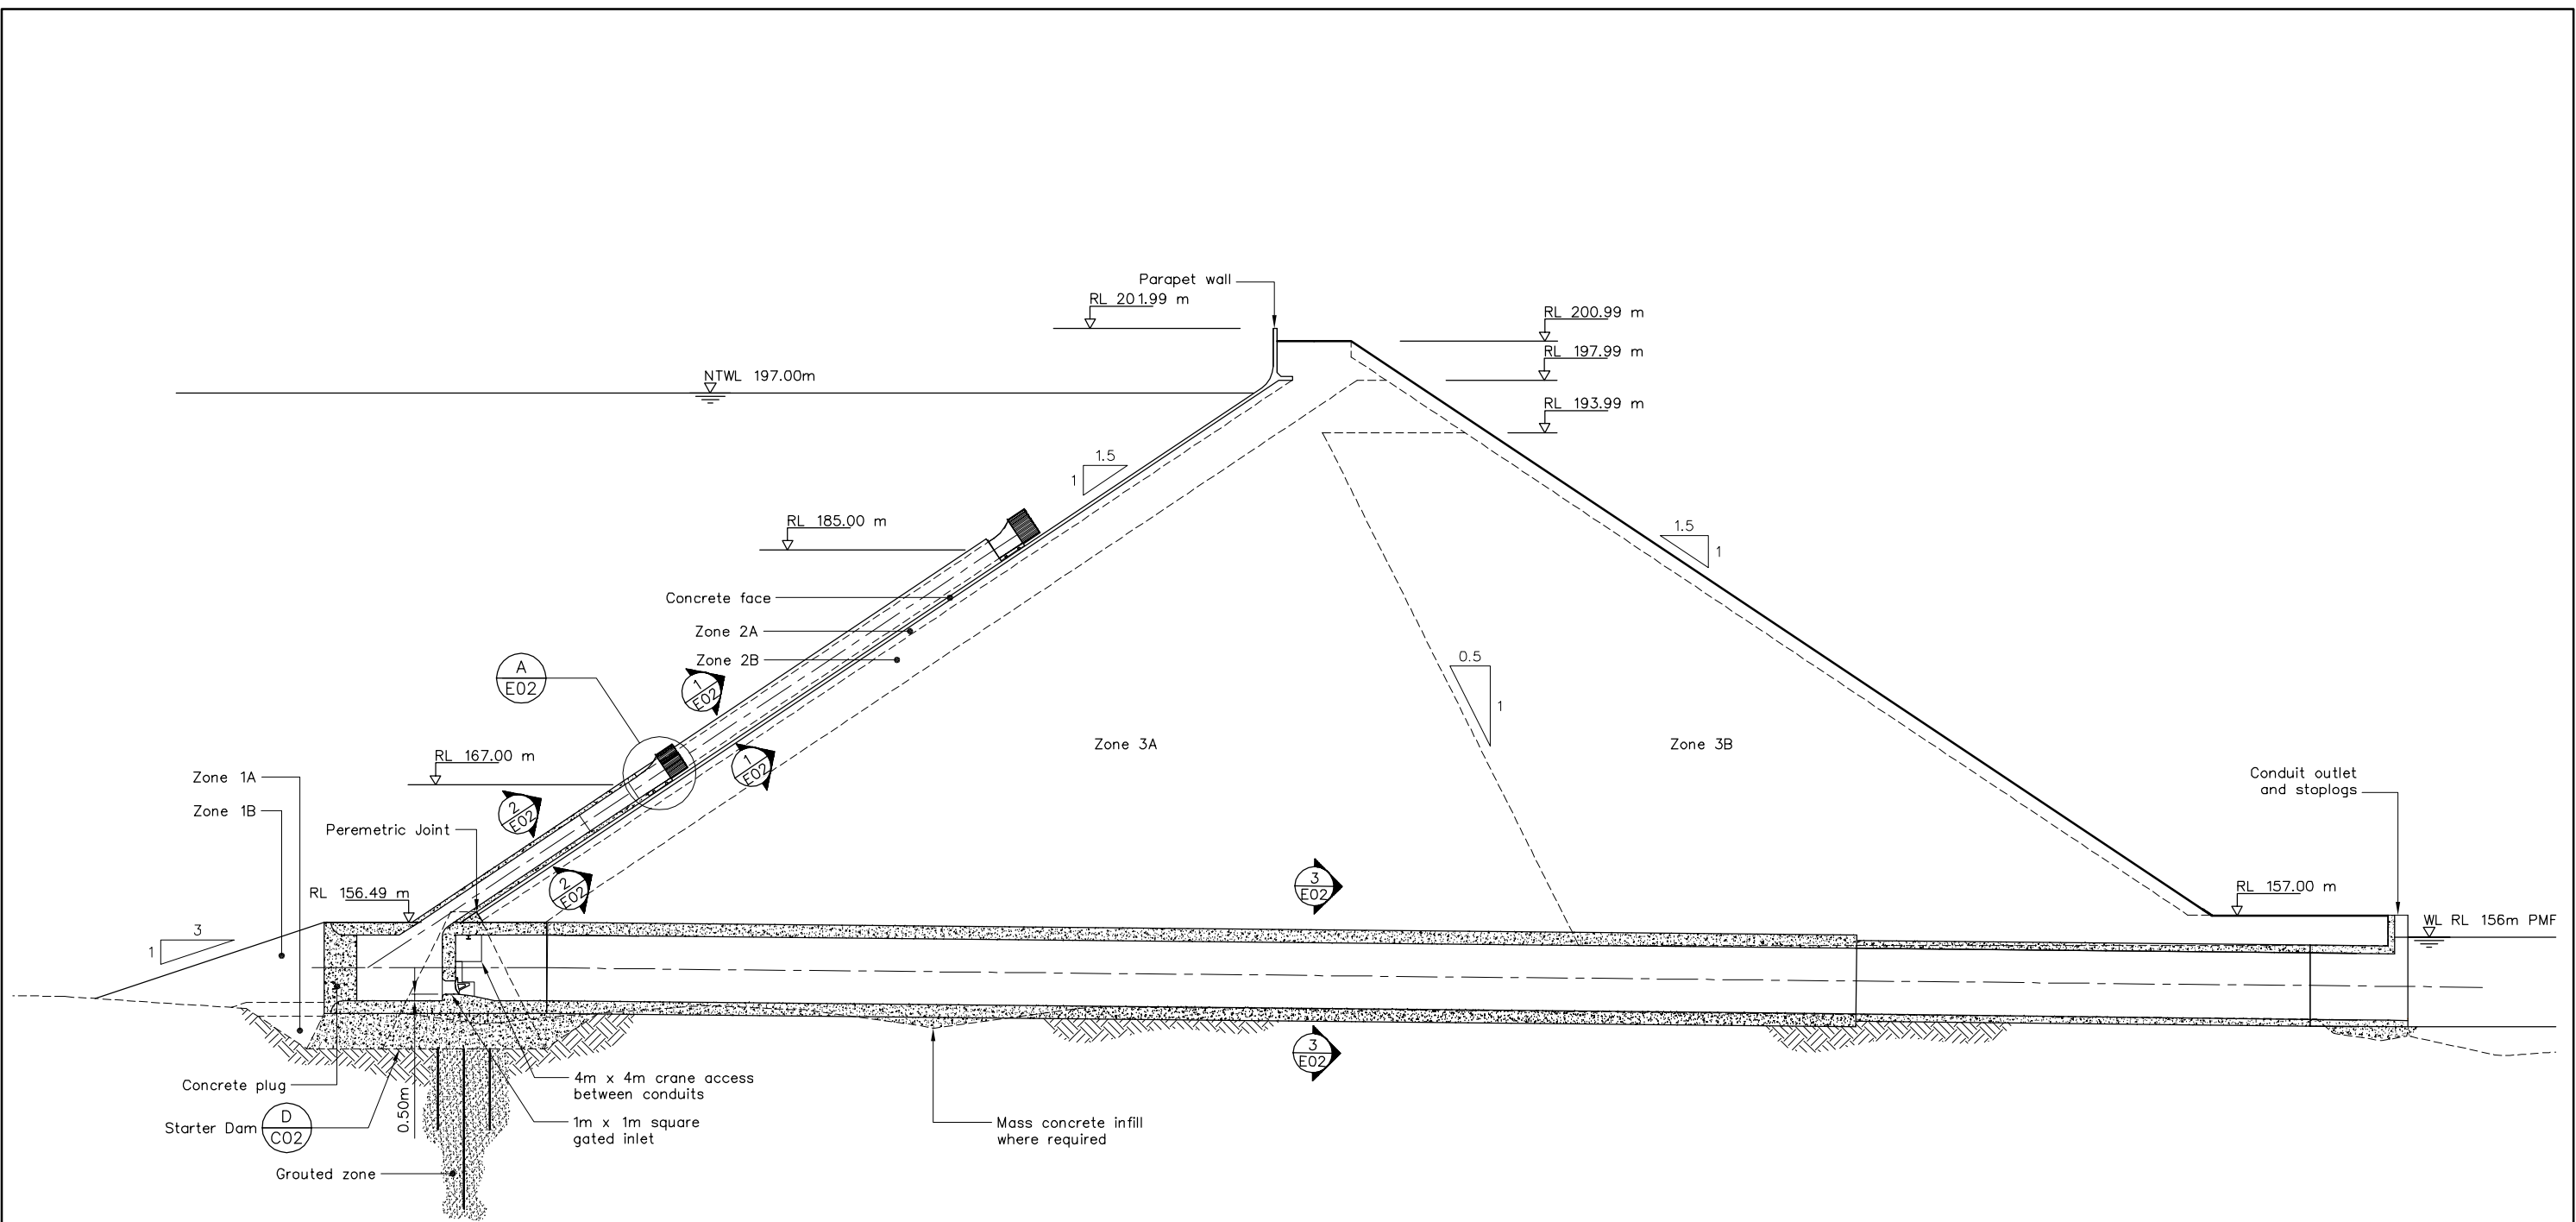 Parapet wall
RL 201.99 m
RL 200.99 m
RL 197.99 m
NTWL 197.00m
RL 193.99 m
1.5
1
RL 185.00 m
1.5
1
Concrete face
Zone 2A
Zone 2B
0.5
1
A
E02
1
E02
Zone 3A
Zone 3B
1
E02
RL 167.00 m
Zone 1A
Zone 1B
Conduit outlet
and stoplogs
2
E02
Peremetric Joint
2
E02
3
E02
RL 156.49 m
RL 157.00 m
WL RL 156m PMF
3
1
3
E02
Concrete plug
4m x 4m crane access
between conduits
0.50m
D
C02
Starter Dam
1m x 1m square
gated inlet
Mass concrete infill
where required
Grouted zone